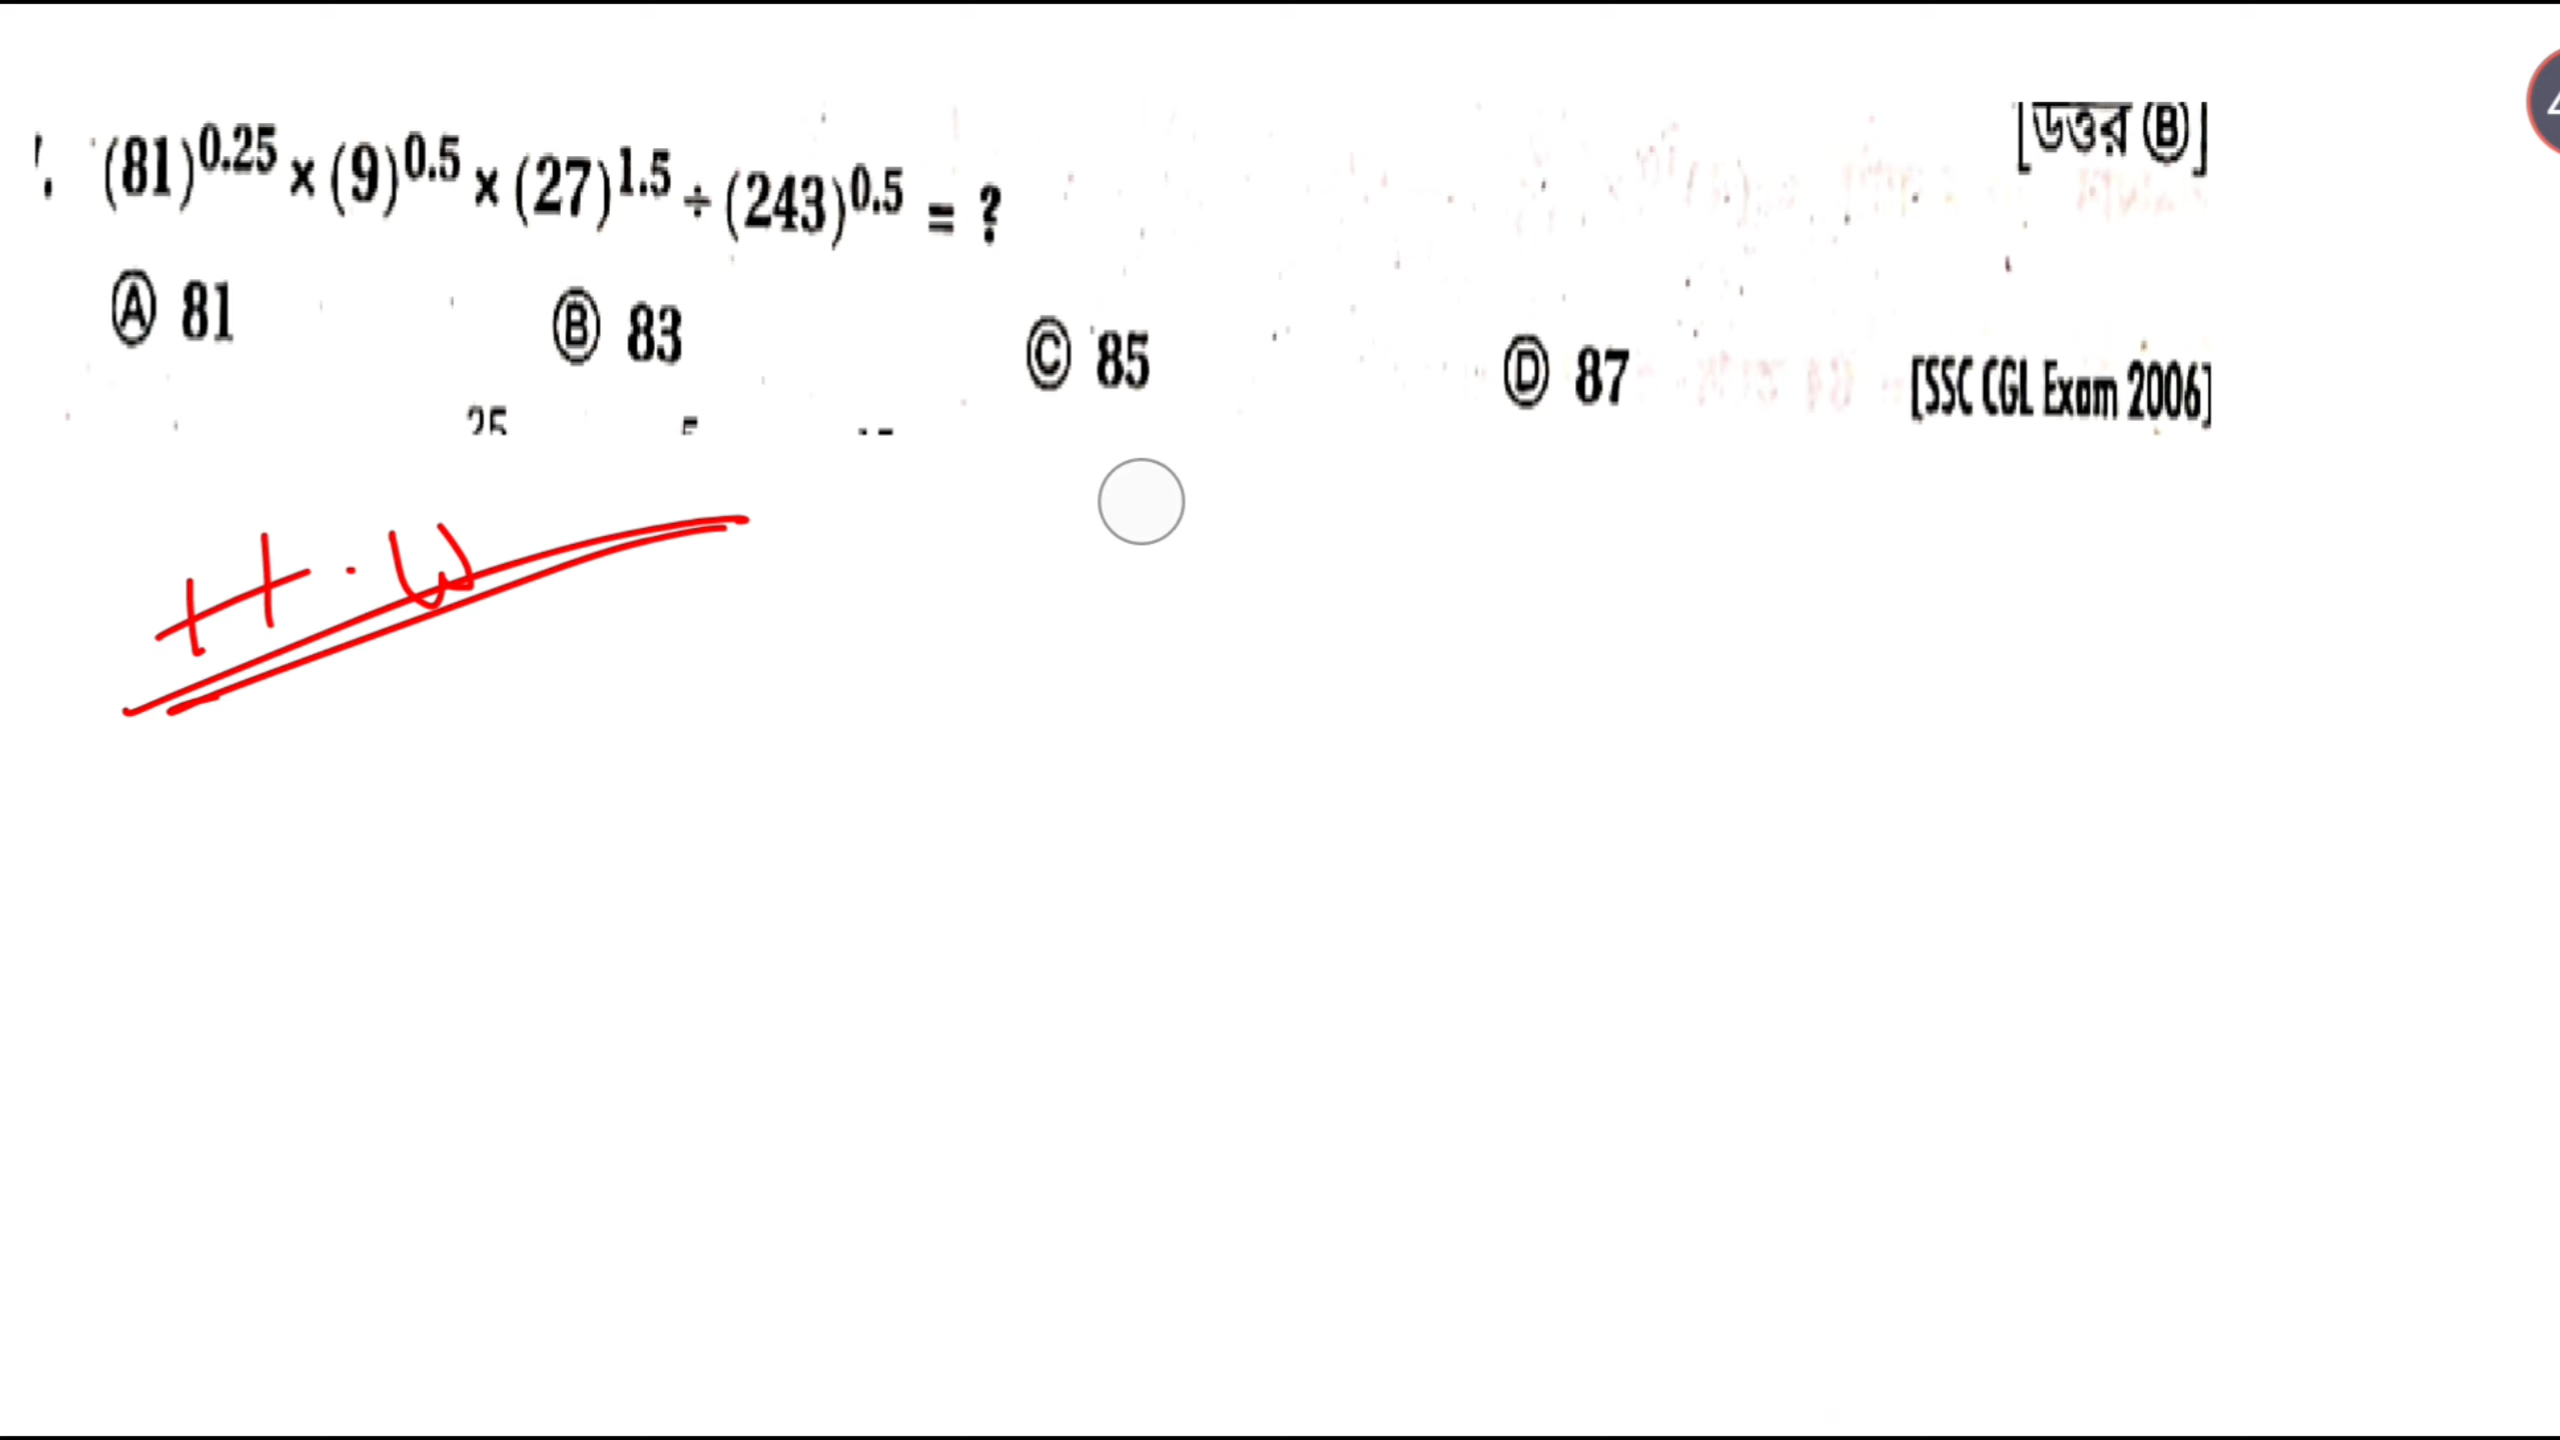 [উত্তর Ⓑ]
(81)^0.25 × (9)^0.5 × (27)^1.5 ÷ (243)^0.5 = ?
Ⓐ 81 Ⓑ 83 Ⓒ 85 Ⓓ 87 [SSC CGL Exam 2006]
H.W